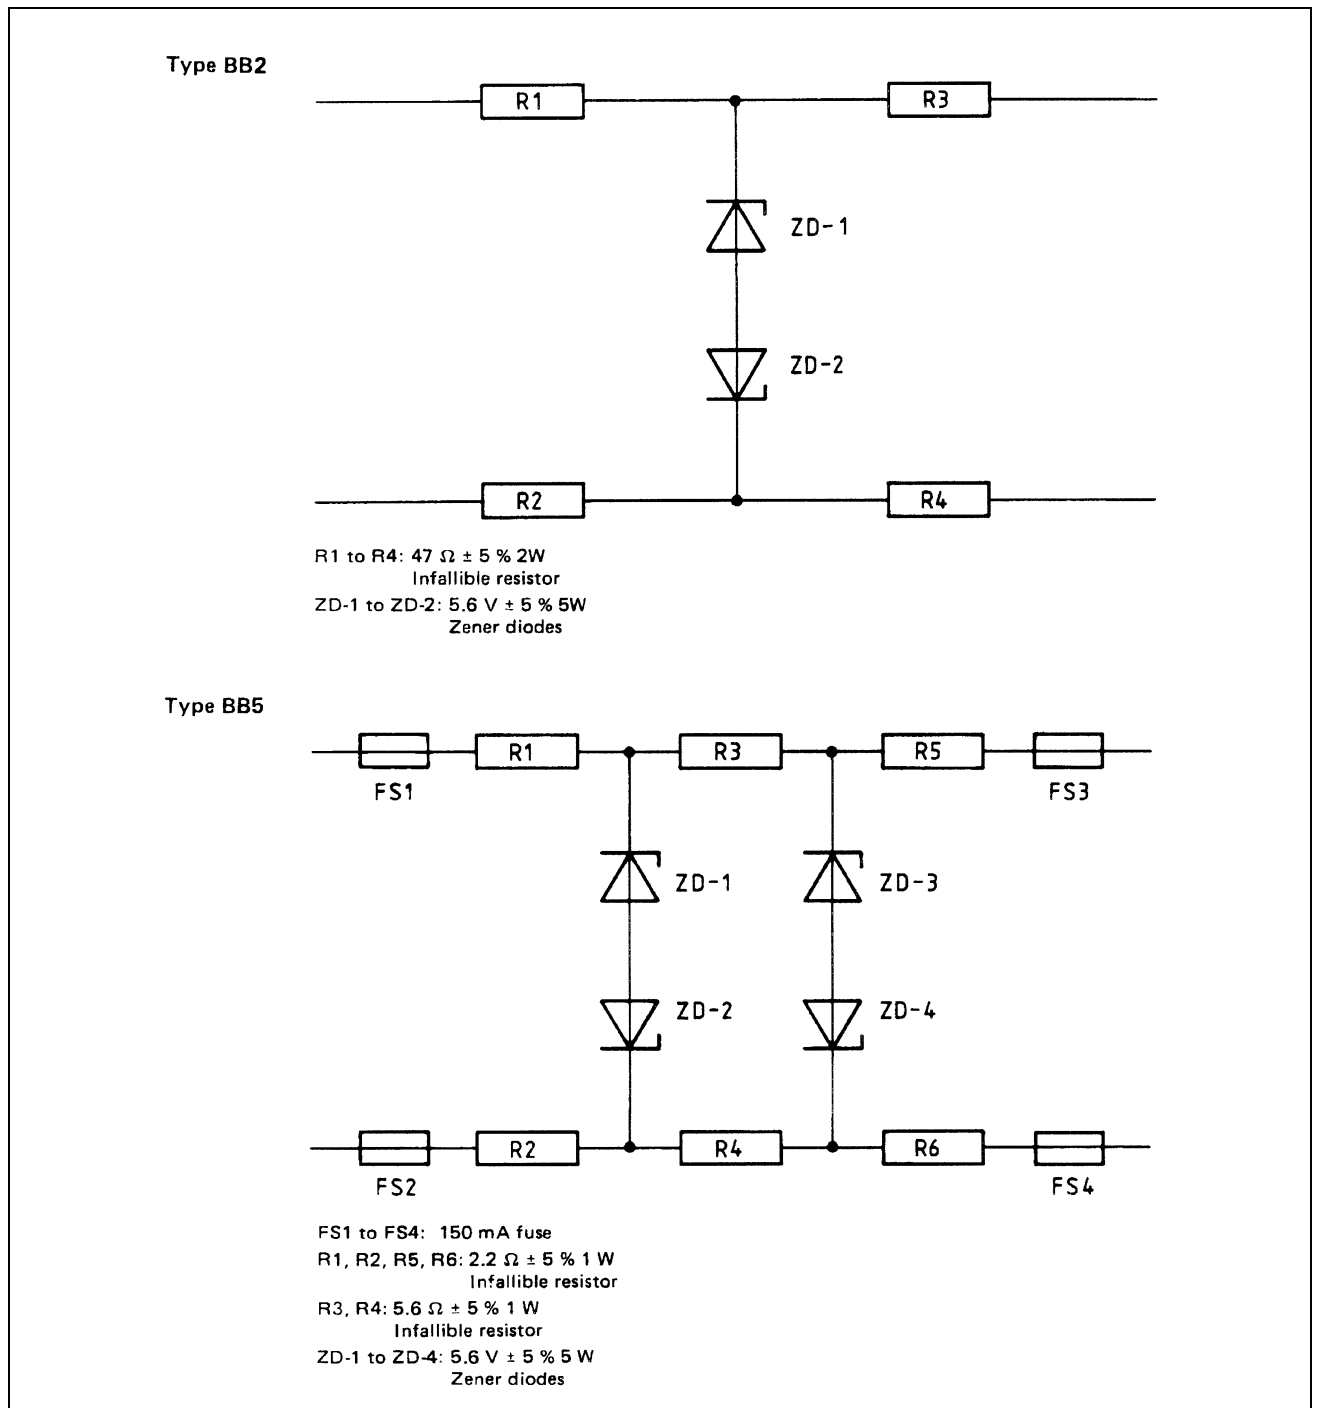 Type BB2
R1
R3
ZD-1
ZD-2
R2
R4
R1 to R4: 47 Ω ± 5 % 2W
Infallible resistor
ZD-1 to ZD-2: 5.6 V ± 5 % 5W
Zener diodes
Type BB5
R1
R3
R5
FS1
FS3
ZD-1
ZD-3
ZD-2
ZD-4
R2
R4
R6
FS2
FS4
FS1 to FS4: 150 mA fuse
R1, R2, R5, R6: 2.2 Ω ± 5 % 1 W
Infallible resistor
R3, R4: 5.6 Ω ± 5 % 1 W
Infallible resistor
ZD-1 to ZD-4: 5.6 V ± 5 % 5 W
Zener diodes